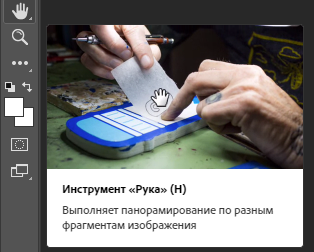 Инструмент «Рука» (H)
Выполняет панорамирование по разным
фрагментам изображения